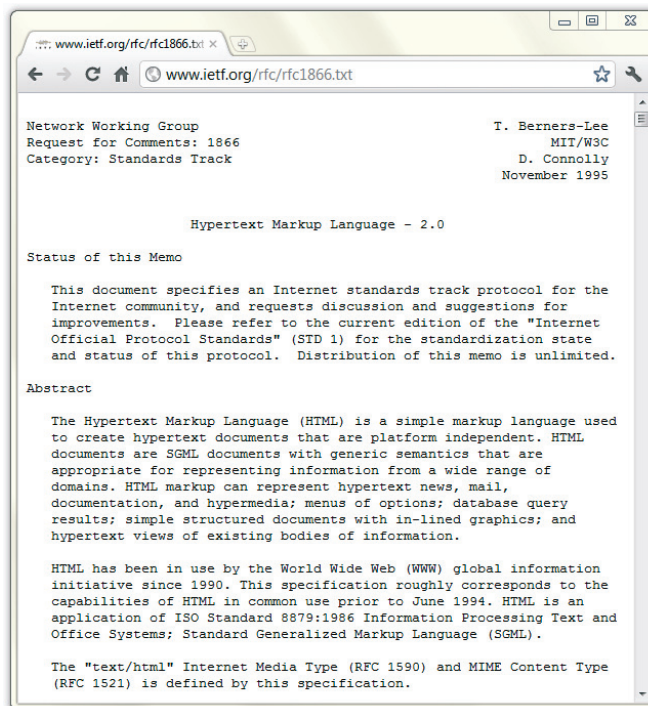 www.ietf.org/rfc/rfc1866.txt
www.ietf.org/rfc/rfc1866.txt
Network Working Group T. Berners-Lee
Request for Comments: 1866 MIT/W3C
Category: Standards Track D. Connolly
November 1995
Hypertext Markup Language - 2.0
Status of this Memo
This document specifies an Internet standards track protocol for the
Internet community, and requests discussion and suggestions for
improvements. Please refer to the current edition of the "Internet
Official Protocol Standards" (STD 1) for the standardization state
and status of this protocol. Distribution of this memo is unlimited.
Abstract
The Hypertext Markup Language (HTML) is a simple markup language used
to create hypertext documents that are platform independent. HTML
documents are SGML documents with generic semantics that are
appropriate for representing information from a wide range of
domains. HTML markup can represent hypertext news, mail,
documentation, and hypermedia; menus of options; database query
results; simple structured documents with in-lined graphics; and
hypertext views of existing bodies of information.
HTML has been in use by the World Wide Web (WWW) global information
initiative since 1990. This specification roughly corresponds to the
capabilities of HTML in common use prior to June 1994. HTML is an
application of ISO Standard 8879:1986 Information Processing Text and
Office Systems; Standard Generalized Markup Language (SGML).
The "text/html" Internet Media Type (RFC 1590) and MIME Content Type
(RFC 1521) is defined by this specification.